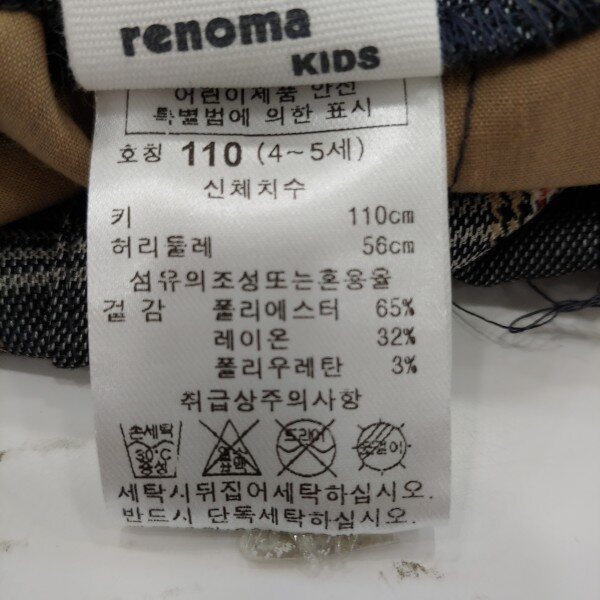 renoma
KIDS
어린이제품 안전
특별법에 의한 표시
호칭 110 (4~5세)
신체치수
키 110cm
허리둘레 56cm
섬유의조성또는혼용율
겉 감 폴리에스터 65%
레이온 32%
폴리우레탄 3%
취급상주의사항
손세탁 드라이
30°C
중성
세탁시뒤집어세탁하십시오.
반드시 단독세탁하십시오.